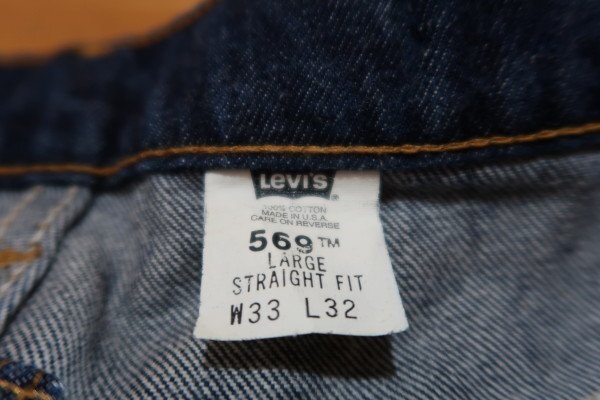 Levi's
100% COTTON
MADE IN U.S.A.
CARE ON REVERSE
569™
LARGE
STRAIGHT FIT
W33 L32